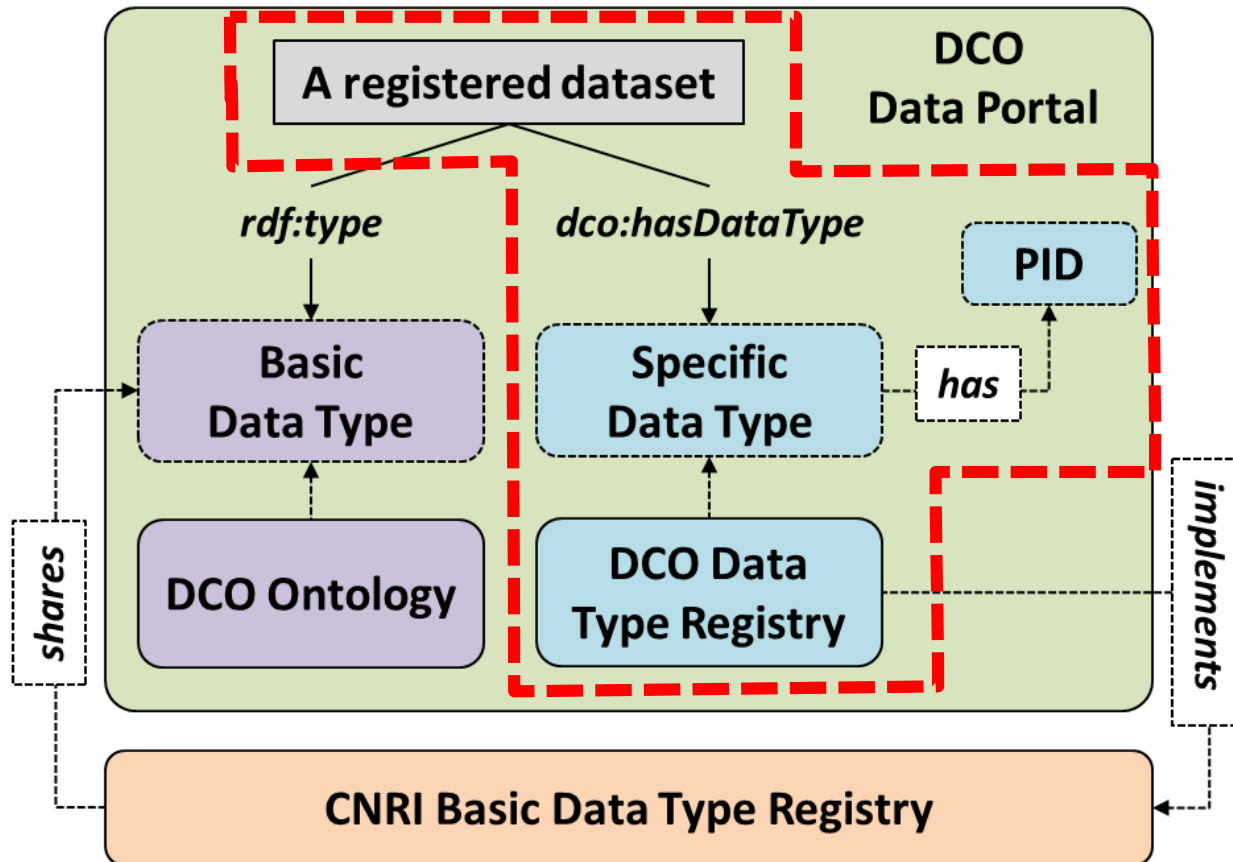 A registered dataset
DCO
Data Portal
rdf:type
dco:hasDataType
PID
Basic
Data Type
Specific
Data Type
has
shares
DCO Ontology
DCO Data
Type Registry
implements
CNRI Basic Data Type Registry